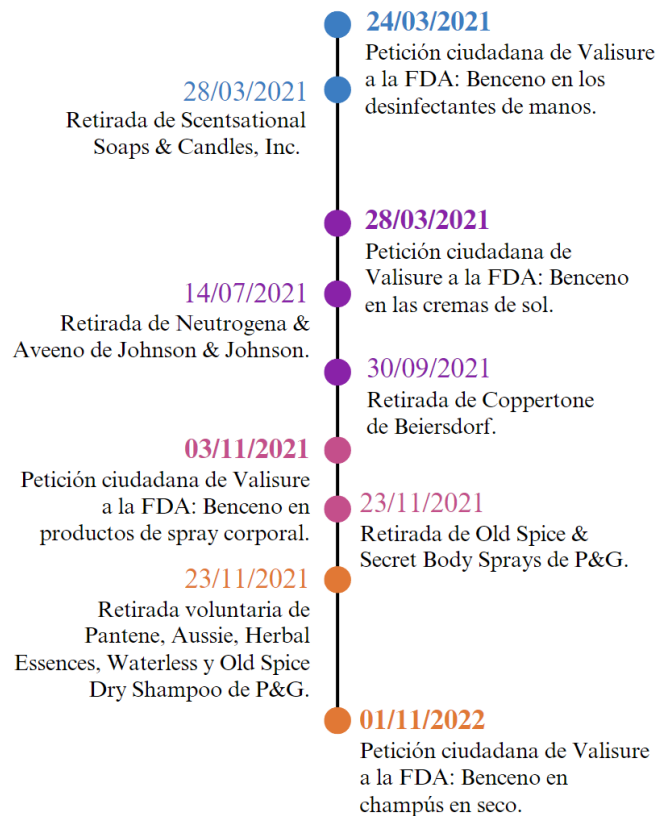 24/03/2021
Petición ciudadana de Valisure
a la FDA: Benceno en los
desinfectantes de manos.
28/03/2021
Retirada de Scentsational
Soaps & Candles, Inc.
28/03/2021
Petición ciudadana de
Valisure a la FDA: Benceno
en las cremas de sol.
14/07/2021
Retirada de Neutrogena &
Aveeno de Johnson & Johnson.
30/09/2021
Retirada de Coppertone
de Beiersdorf.
03/11/2021
Petición ciudadana de Valisure
a la FDA: Benceno en
productos de spray corporal.
23/11/2021
Retirada de Old Spice &
Secret Body Sprays de P&G.
23/11/2021
Retirada voluntaria de
Pantene, Aussie, Herbal
Essences, Waterless y Old Spice
Dry Shampoo de P&G.
01/11/2022
Petición ciudadana de Valisure
a la FDA: Benceno en
champús en seco.